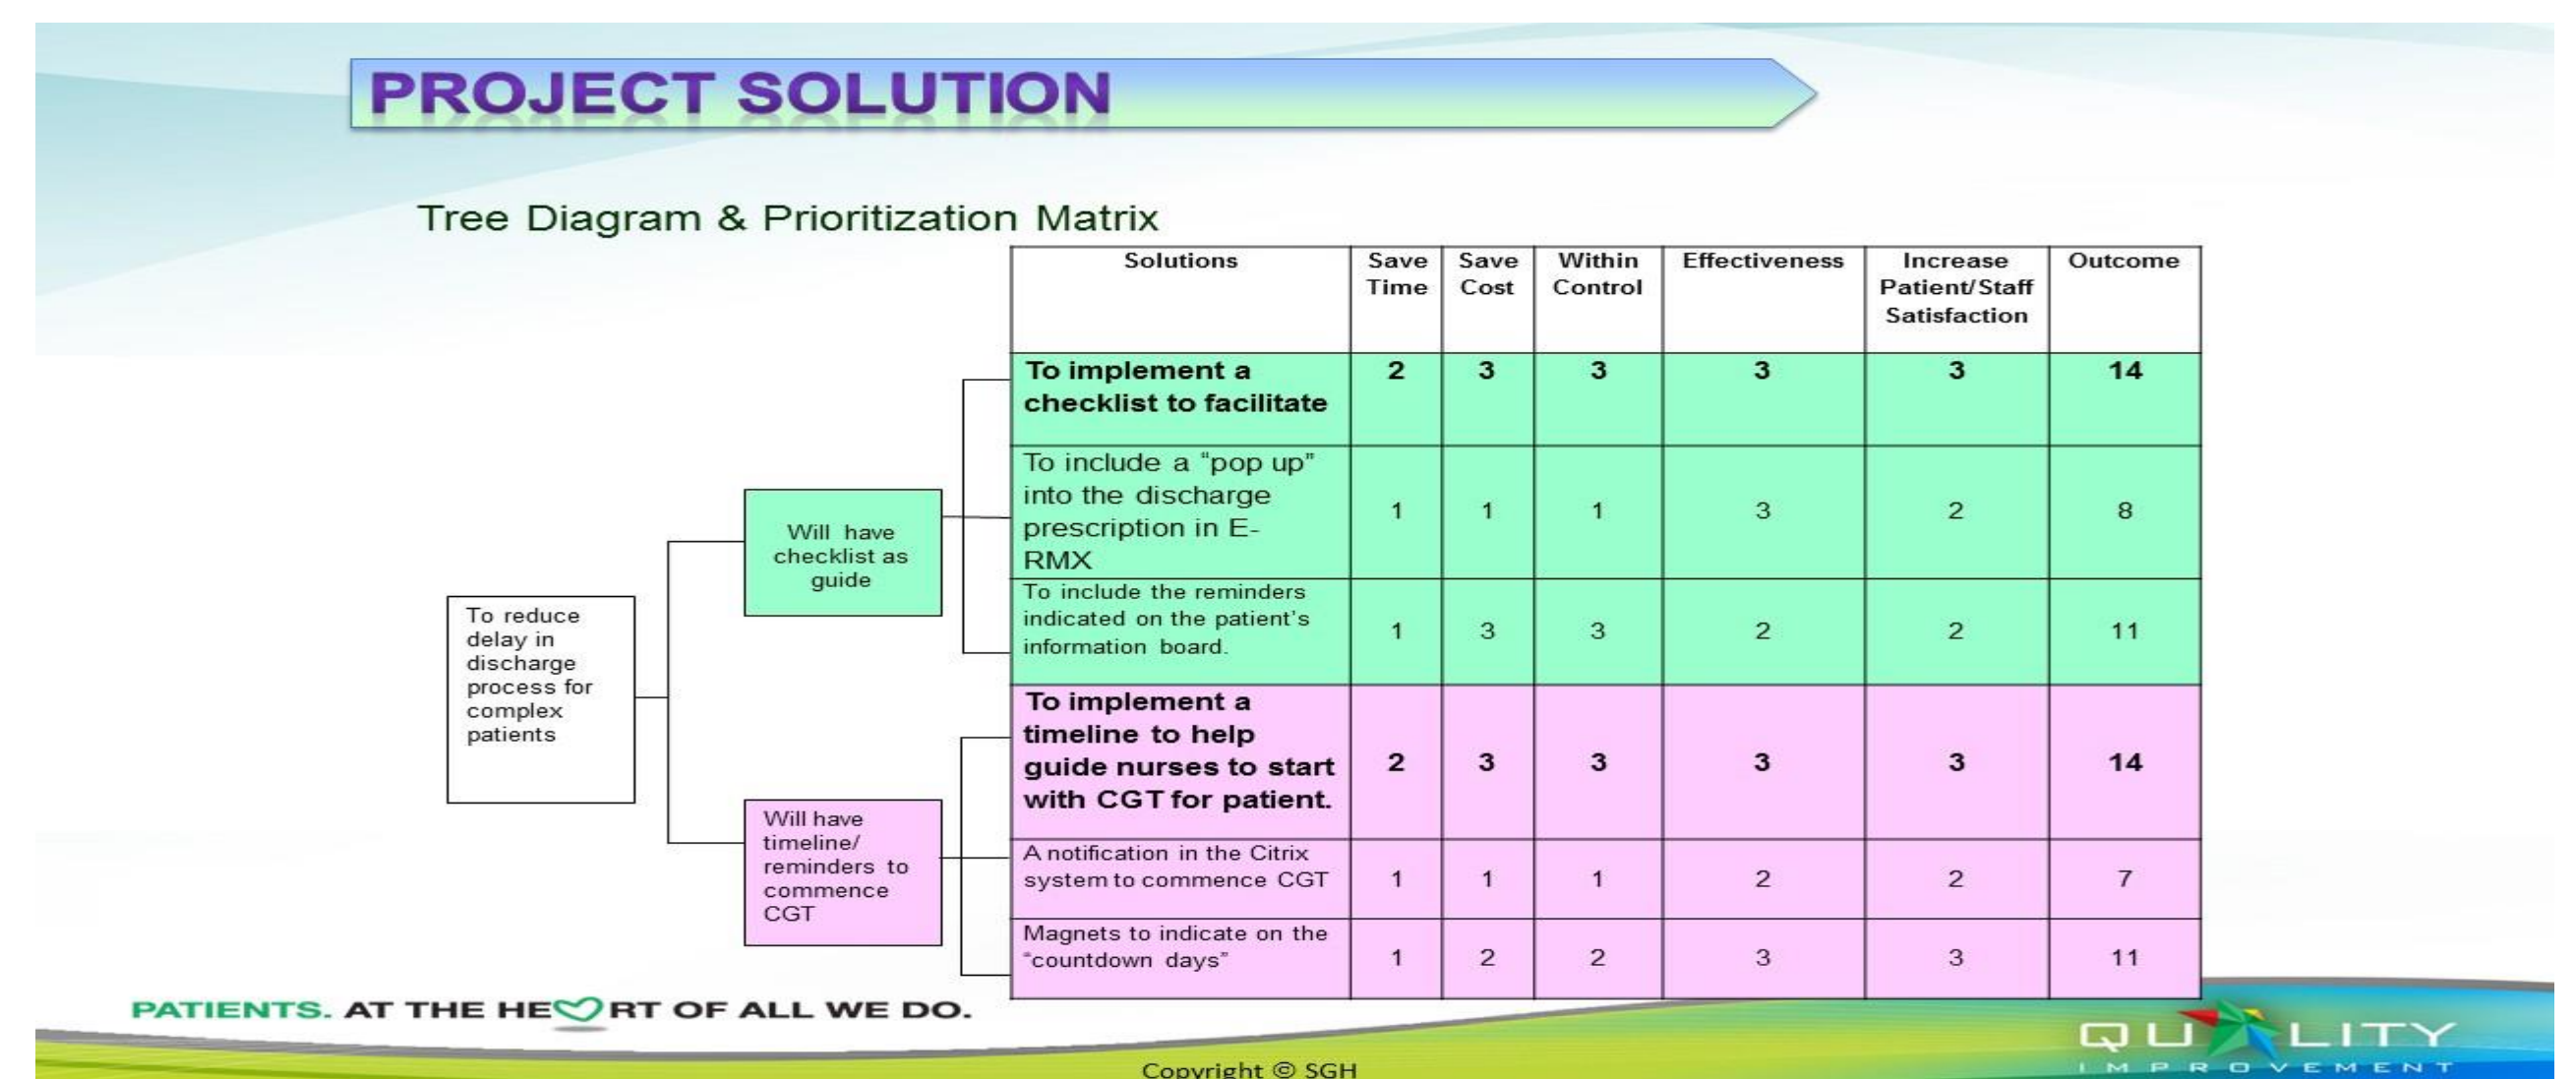 PROJECT SOLUTION
Tree Diagram & Prioritization Matrix
Solutions
Save
Time
Save
Cost
Within
Control
Effectiveness
Increase
Patient/Staff
Satisfaction
Outcome
To implement a
checklist to facilitate
2
3
3
3
3
14
To include a “pop up”
into the discharge
prescription in E-
RMX
1
1
1
3
2
8
To include the reminders
indicated on the patient’s
information board.
1
3
3
2
2
11
To implement a
timeline to help
guide nurses to start
with CGT for patient.
2
3
3
3
3
14
A notification in the Citrix
system to commence CGT
1
1
1
2
2
7
Magnets to indicate on the
“countdown days”
1
2
2
3
3
11
Will have
checklist as
guide
To reduce
delay in
discharge
process for
complex
patients
Will have
timeline/
reminders to
commence
CGT
PATIENTS. AT THE HEART OF ALL WE DO.
QUALITY
IMPROVEMENT
Copyright © SGH